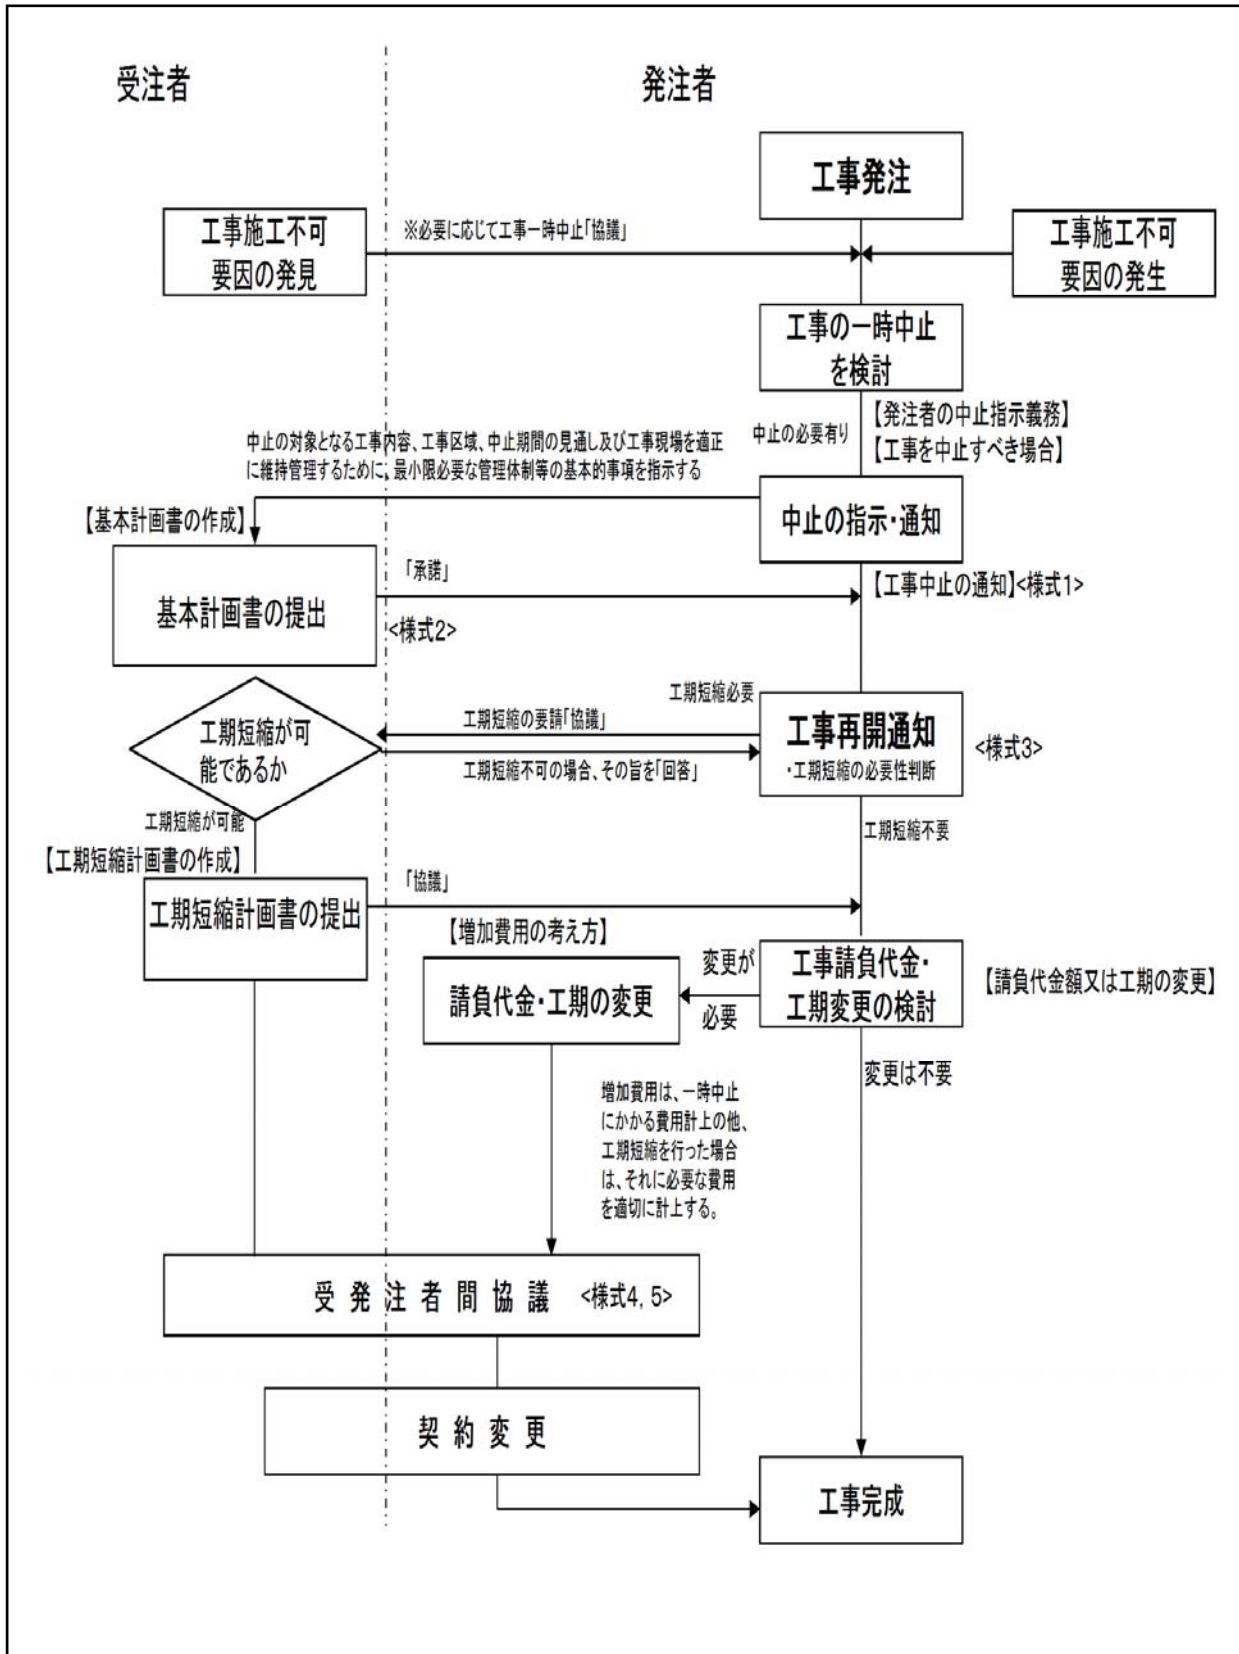 受注者
発注者
工事発注
工事施工不可
要因の発見
※必要に応じて工事一時中止｢協議｣
工事施工不可
要因の発生
工事の一時中止
を検討
中止の必要有り
【発注者の中止指示義務】
【工事を中止すべき場合】
中止の対象となる工事内容、工事区域、中止期間の見通し及び工事現場を適正
に維持管理するために、最小限必要な管理体制等の基本的事項を指示する
中止の指示・通知
【基本計画書の作成】
基本計画書の提出
｢承諾｣
<様式2>
【工事中止の通知】<様式1>
工期短縮必要
工期短縮の要請｢協議｣
工期短縮が可
能であるか
工期短縮不可の場合、その旨を｢回答｣
工事再開通知
・工期短縮の必要性判断
<様式3>
工期短縮が可能
工期短縮不要
【工期短縮計画書の作成】
工期短縮計画書の提出
｢協議｣
【増加費用の考え方】
請負代金・工期の変更
変更が
必要
工事請負代金・
工期変更の検討
【請負代金額又は工期の変更】
変更は不要
増加費用は、一時中止
にかかる費用計上の他、
工期短縮を行った場合
は、それに必要な費用
を適切に計上する。
受発注者間協議 <様式4, 5>
契約変更
工事完成